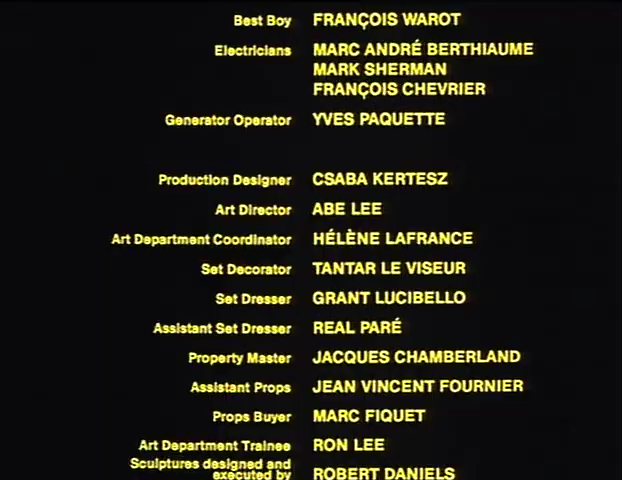 Best Boy FRANÇOIS WAROT
Electricians MARC ANDRÉ BERTHIAUME
MARK SHERMAN
FRANÇOIS CHEVRIER
Generator Operator YVES PAQUETTE
Production Designer CSABA KERTESZ
Art Director ABE LEE
Art Department Coordinator HÉLÈNE LAFRANCE
Set Decorator TANTAR LE VISEUR
Set Dresser GRANT LUCIBELLO
Assistant Set Dresser REAL PARÉ
Property Master JACQUES CHAMBERLAND
Assistant Props JEAN VINCENT FOURNIER
Props Buyer MARC FIQUET
Art Department Trainee RON LEE
Sculptures designed and
executed by ROBERT DANIELS